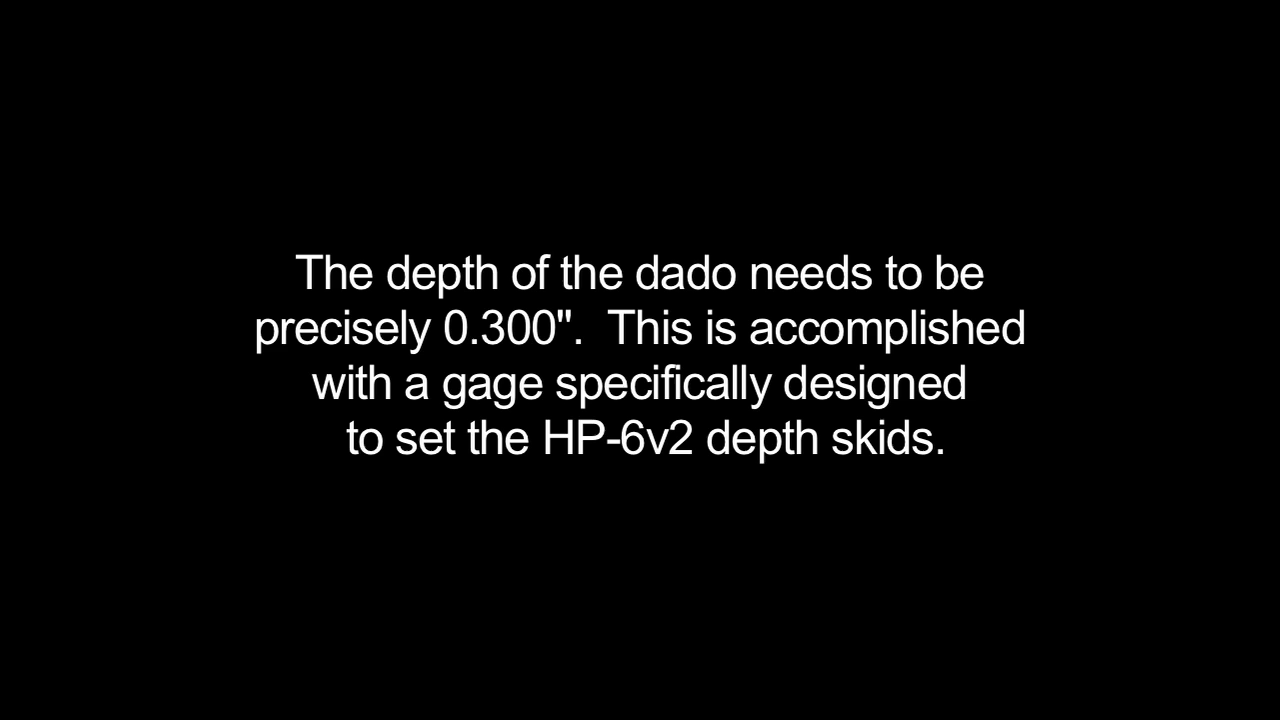 The depth of the dado needs to be
precisely 0.300".  This is accomplished
with a gage specifically designed
to set the HP-6v2 depth skids.